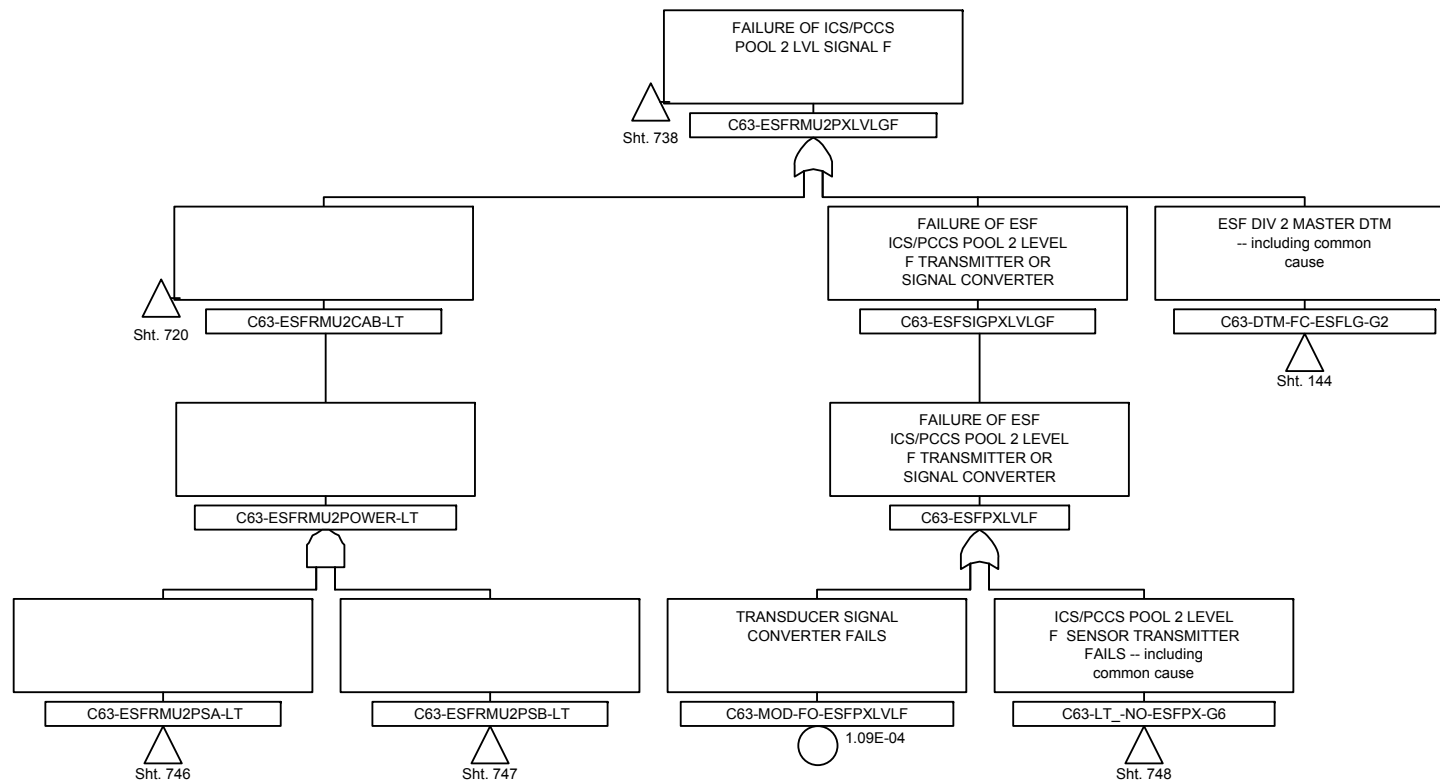 FAILURE OF ICS/PCCS
POOL 2 LVL SIGNAL F
Sht. 738
C63-ESFRMU2PXLVLGF
FAILURE OF ESF
ICS/PCCS POOL 2 LEVEL
F TRANSMITTER OR
SIGNAL CONVERTER
ESF DIV 2 MASTER DTM
-- including common
cause
Sht. 720
C63-ESFRMU2CAB-LT
C63-ESFSIGPXLVLGF
C63-DTM-FC-ESFLG-G2
Sht. 144
FAILURE OF ESF
ICS/PCCS POOL 2 LEVEL
F TRANSMITTER OR
SIGNAL CONVERTER
C63-ESFRMU2POWER-LT
C63-ESFPXLVLF
TRANSDUCER SIGNAL
CONVERTER FAILS
ICS/PCCS POOL 2 LEVEL
F SENSOR TRANSMITTER
FAILS -- including
common cause
C63-ESFRMU2PSA-LT
C63-ESFRMU2PSB-LT
C63-MOD-FO-ESFPXLVLF
C63-LT_-NO-ESFPX-G6
Sht. 746
Sht. 747
1.09E-04
Sht. 748